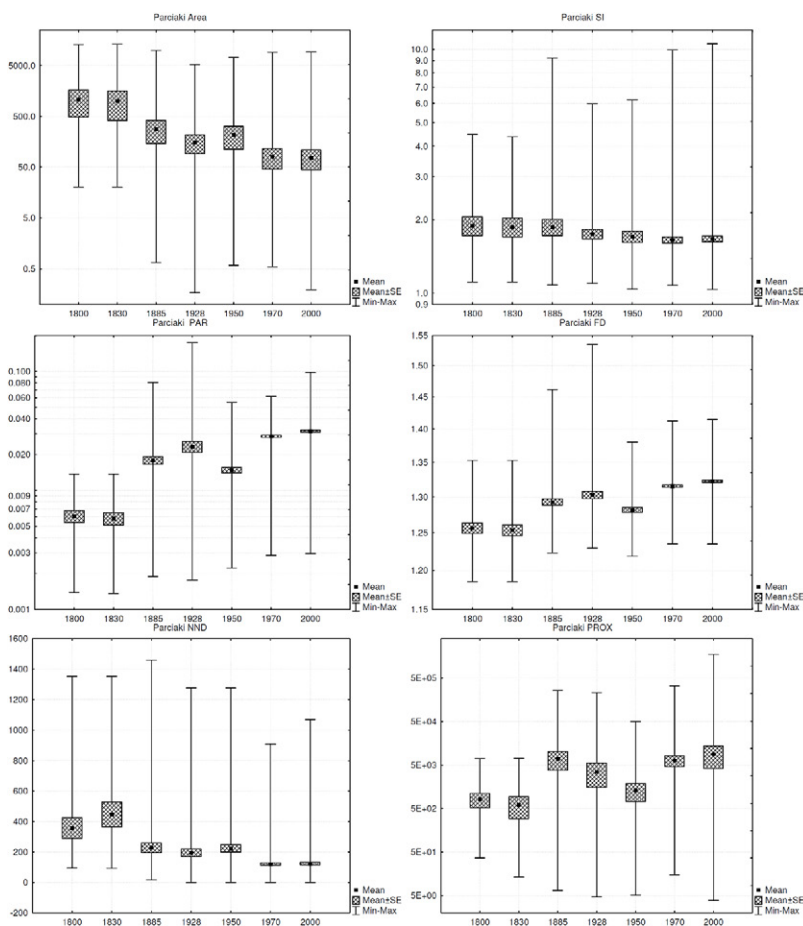 Parciaki Area
5000.0
500.0
50.0
5.0
0.5
1800 1830 1885 1928 1950 1970 2000
Mean
Mean±SE
Min-Max
Parciaki SI
10.0
9.0
8.0
7.0
6.0
5.0
4.0
3.0
2.0
1.0
0.9
1800 1830 1885 1928 1950 1970 2000
Mean
Mean±SE
Min-Max
Parciaki PAR
0.100
0.080
0.060
0.040
0.020
0.009
0.007
0.005
0.003
0.001
1800 1830 1885 1928 1950 1970 2000
Mean
Mean±SE
Min-Max
Parciaki FD
1.55
1.50
1.45
1.40
1.35
1.30
1.25
1.20
1.15
1800 1830 1885 1928 1950 1970 2000
Mean
Mean±SE
Min-Max
Parciaki NND
1600
1400
1200
1000
800
600
400
200
0
-200
1800 1830 1885 1928 1950 1970 2000
Mean
Mean±SE
Min-Max
Parciaki PROX
5E+05
5E+04
5E+03
5E+02
5E+01
5E+00
1800 1830 1885 1928 1950 1970 2000
Mean
Mean±SE
Min-Max